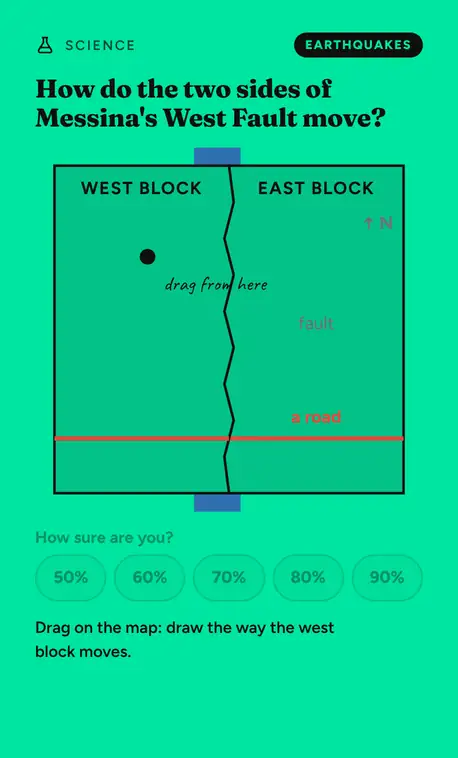 SCIENCE
EARTHQUAKES
How do the two sides of
Messina's West Fault move?
WEST BLOCK
EAST BLOCK
↑ N
drag from here
fault
a road
How sure are you?
50%
60%
70%
80%
90%
Drag on the map: draw the way the west
block moves.